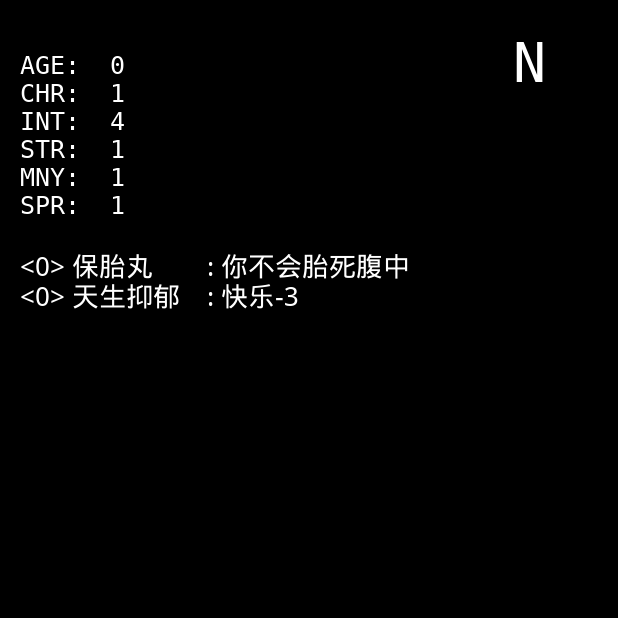 N
AGE: 0
CHR: 1
INT: 4
STR: 1
MNY: 1
SPR: 1
<O> 保胎丸 : 你不会胎死腹中
<O> 天生抑郁 : 快乐-3